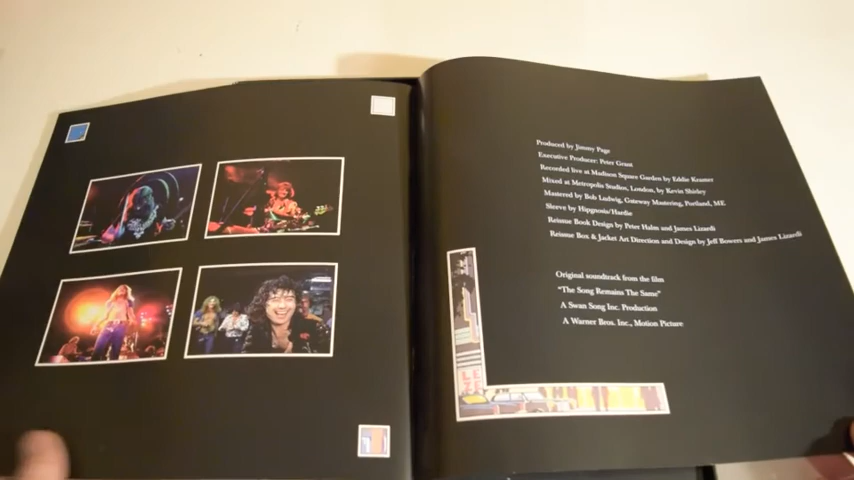 Produced by Jimmy Page
Executive Producer: Peter Grant
Recorded live at Madison Square Garden by Eddie Kramer
Mixed at Metropolis Studios, London, by Kevin Shirley
Mastered by Bob Ludwig, Gateway Mastering, Portland, ME
Sleeve by Hipgnosis/Hardie
Reissue Book Design by Peter Halm and James Lizardi
Reissue Box & Jacket Art Direction and Design by Jeff Bowers and James Lizardi
Original soundtrack from the film
"The Song Remains The Same"
A Swan Song Inc. Production
A Warner Bros. Inc., Motion Picture
LE
ZE